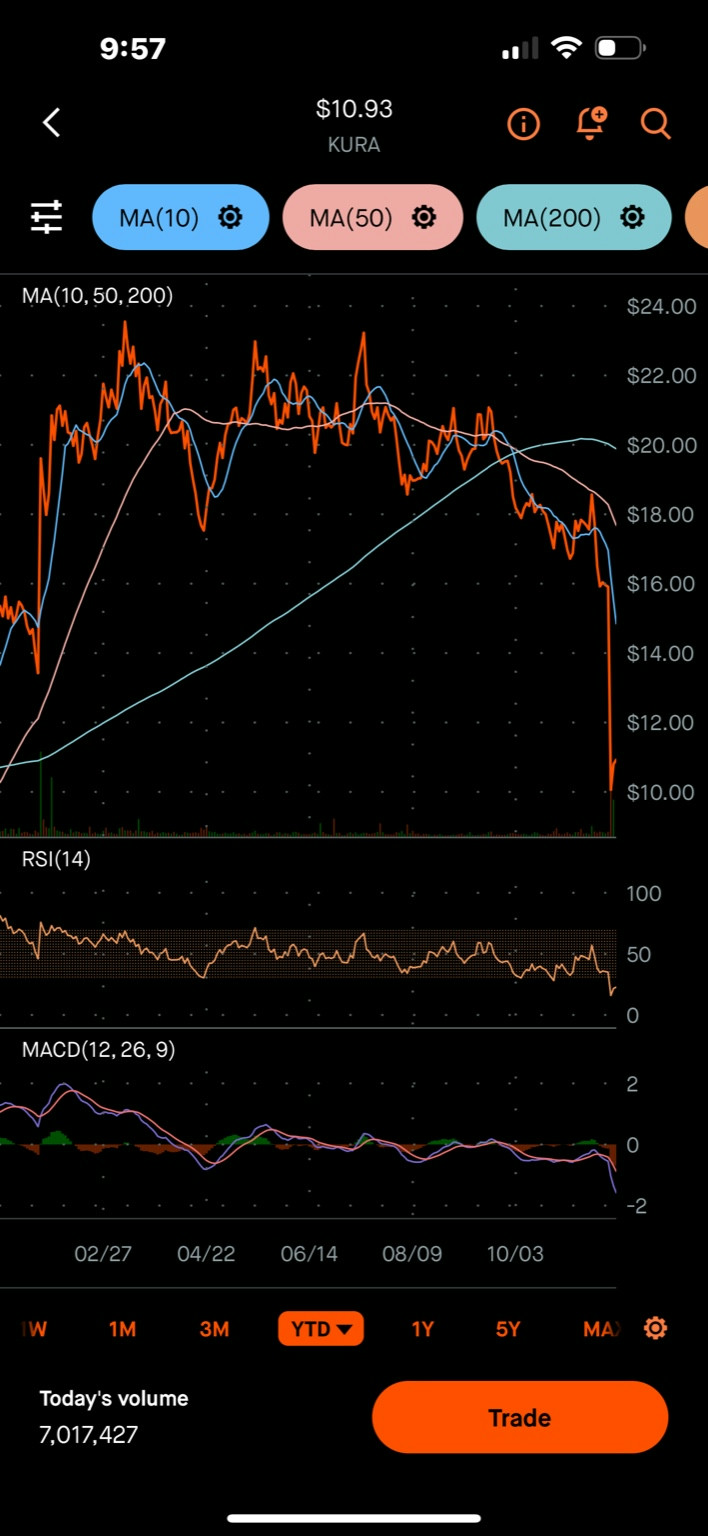 9:57
$10.93
KURA
MA(10)
MA(50)
MA(200)
MA(10,50,200)
$24.00
$22.00
$20.00
$18.00
$16.00
$14.00
$12.00
$10.00
RSI(14)
100
50
0
MACD(12,26,9)
2
0
-2
02/27 04/22 06/14 08/09 10/03
1W 1M 3M YTD 1Y 5Y MAX
Today's volume
7,017,427
Trade